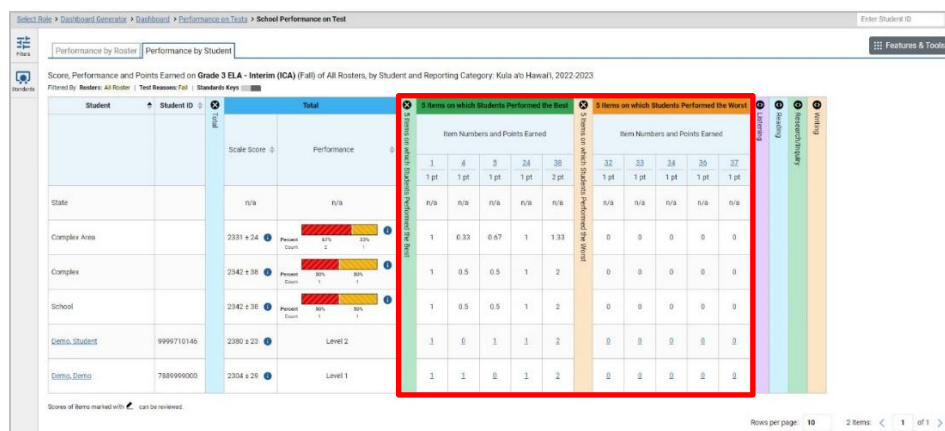 Select Role > Dashboard Generator > Dashboard > Performance on Tests > School Performance on Test
Enter Student ID
Filters
Standards
Performance by Roster
Performance by Student
Features & Tools
Score, Performance and Points Earned on Grade 3 ELA - Interim (ICA) (Fall) of All Rosters, by Student and Reporting Category: Kula a'o Hawai'i, 2022-2023
Filtered By Rosters: All Roster | Test Reasons: Fall | Standards Keys
Student Student ID Total Total 5 Items on which Students Performed the Best 5 Items on which Students Performed the Worst
Scale Score Performance
Item Numbers and Points Earned Item Numbers and Points Earned
5 Items on which Students Performed the Best
5 Items on which Students Performed the Worst
Listening
Reading
Research/Inquiry
Writing
1 4 5 24 38 32 33 34 36 37
1 pt 1 pt 1 pt 1 pt 2 pt 1 pt 1 pt 1 pt 1 pt 1 pt
State n/a n/a n/a n/a n/a n/a n/a n/a n/a n/a n/a n/a
Complex Area 2331 ± 24 1 0.33 0.67 1 1.33 0 0 0 0 0
Percent 67% 33%
Count 2 1
Complex 2342 ± 38 1 0.5 0.5 1 2 0 0 0 0 0
Percent 50% 50%
Count 1 1
School 2342 ± 38 1 0.5 0.5 1 2 0 0 0 0 0
Percent 50% 50%
Count 1 1
Demo, Student 9999710146 2380 ± 23 Level 2 1 0 1 1 2 0 0 0 0 0
Demo, Demo 7889999000 2304 ± 29 Level 1 1 1 0 1 2 0 0 0 0 0
Scores of items marked with can be reviewed.
Rows per page: 10 2 items: < 1 of 1 >